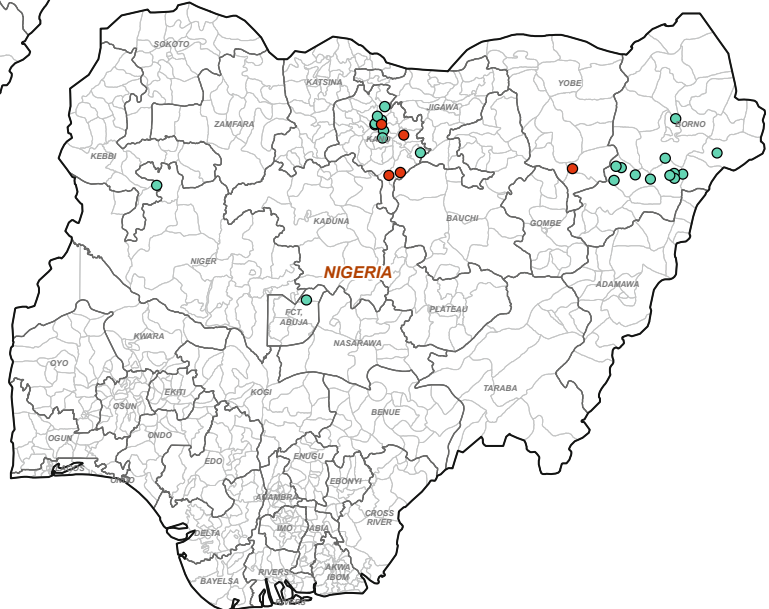 SOKOTO
KATSINA
YOBE
JIGAWA
ZAMFARA
BORNO
KEBBI
KADUNA
BAUCHI
GOMBE
NIGER
NIGERIA
ADAMAWA
FCT,
ABUJA
PLATEAU
KWARA
NASARAWA
OYO
TARABA
EKITI
KOGI
OSUN
BENUE
OGUN
ONDO
ENUGU
EDO
EBONYI
ANAMBRA
CROSS
RIVER
IMO
ABIA
DELTA
AKWA
IBOM
RIVERS
BAYELSA